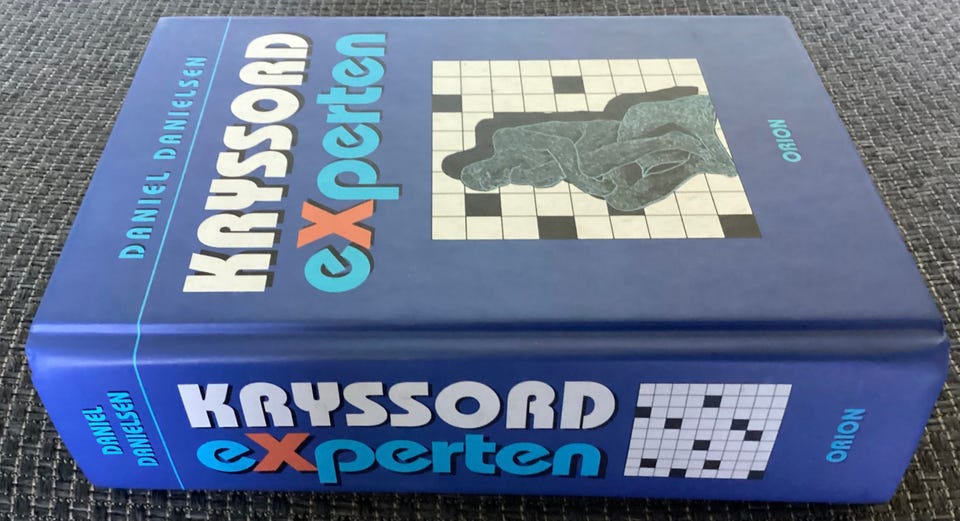 DANIEL DANIELSEN
KRYSSORD
eXperten
ORION
DANIEL
DANIELSEN
KRYSSORD
eXperten
ORION